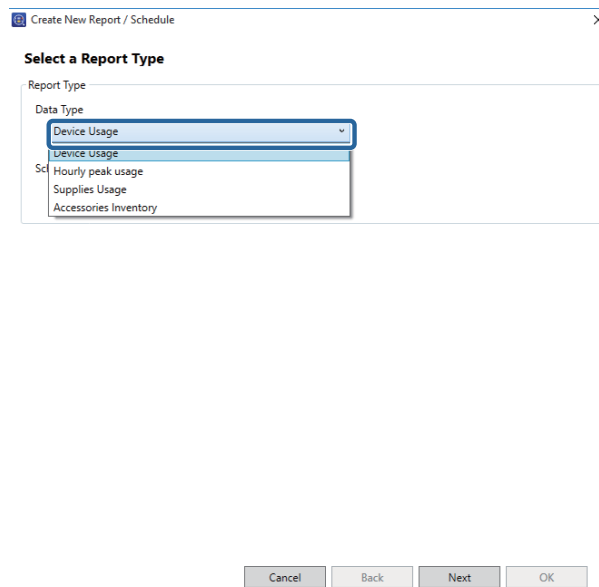 Create New Report / Schedule
Select a Report Type
Report Type
Data Type
Device Usage
Device Usage
Hourly peak usage
Supplies Usage
Accessories Inventory
Cancel Back Next OK